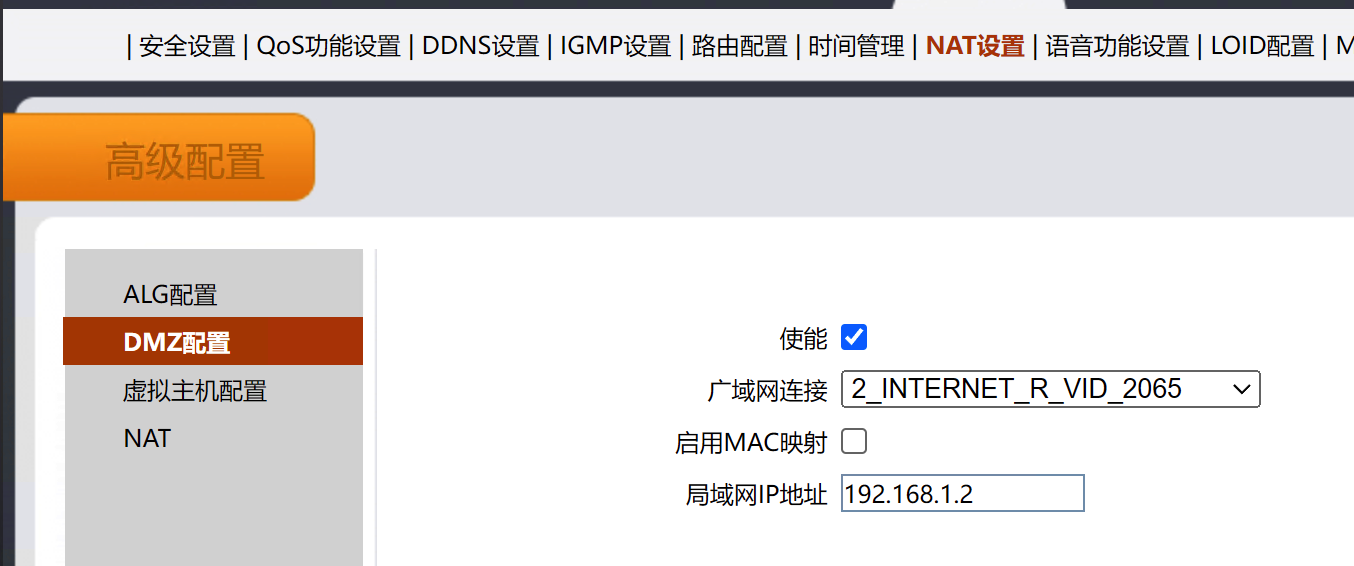 | 安全设置 | QoS功能设置 | DDNS设置 | IGMP设置 | 路由配置 | 时间管理 | NAT设置 | 语音功能设置 | LOID配置 | M
高级配置
ALG配置
DMZ配置
虚拟主机配置
NAT
使能
广域网连接 2_INTERNET_R_VID_2065
启用MAC映射
局域网IP地址 192.168.1.2